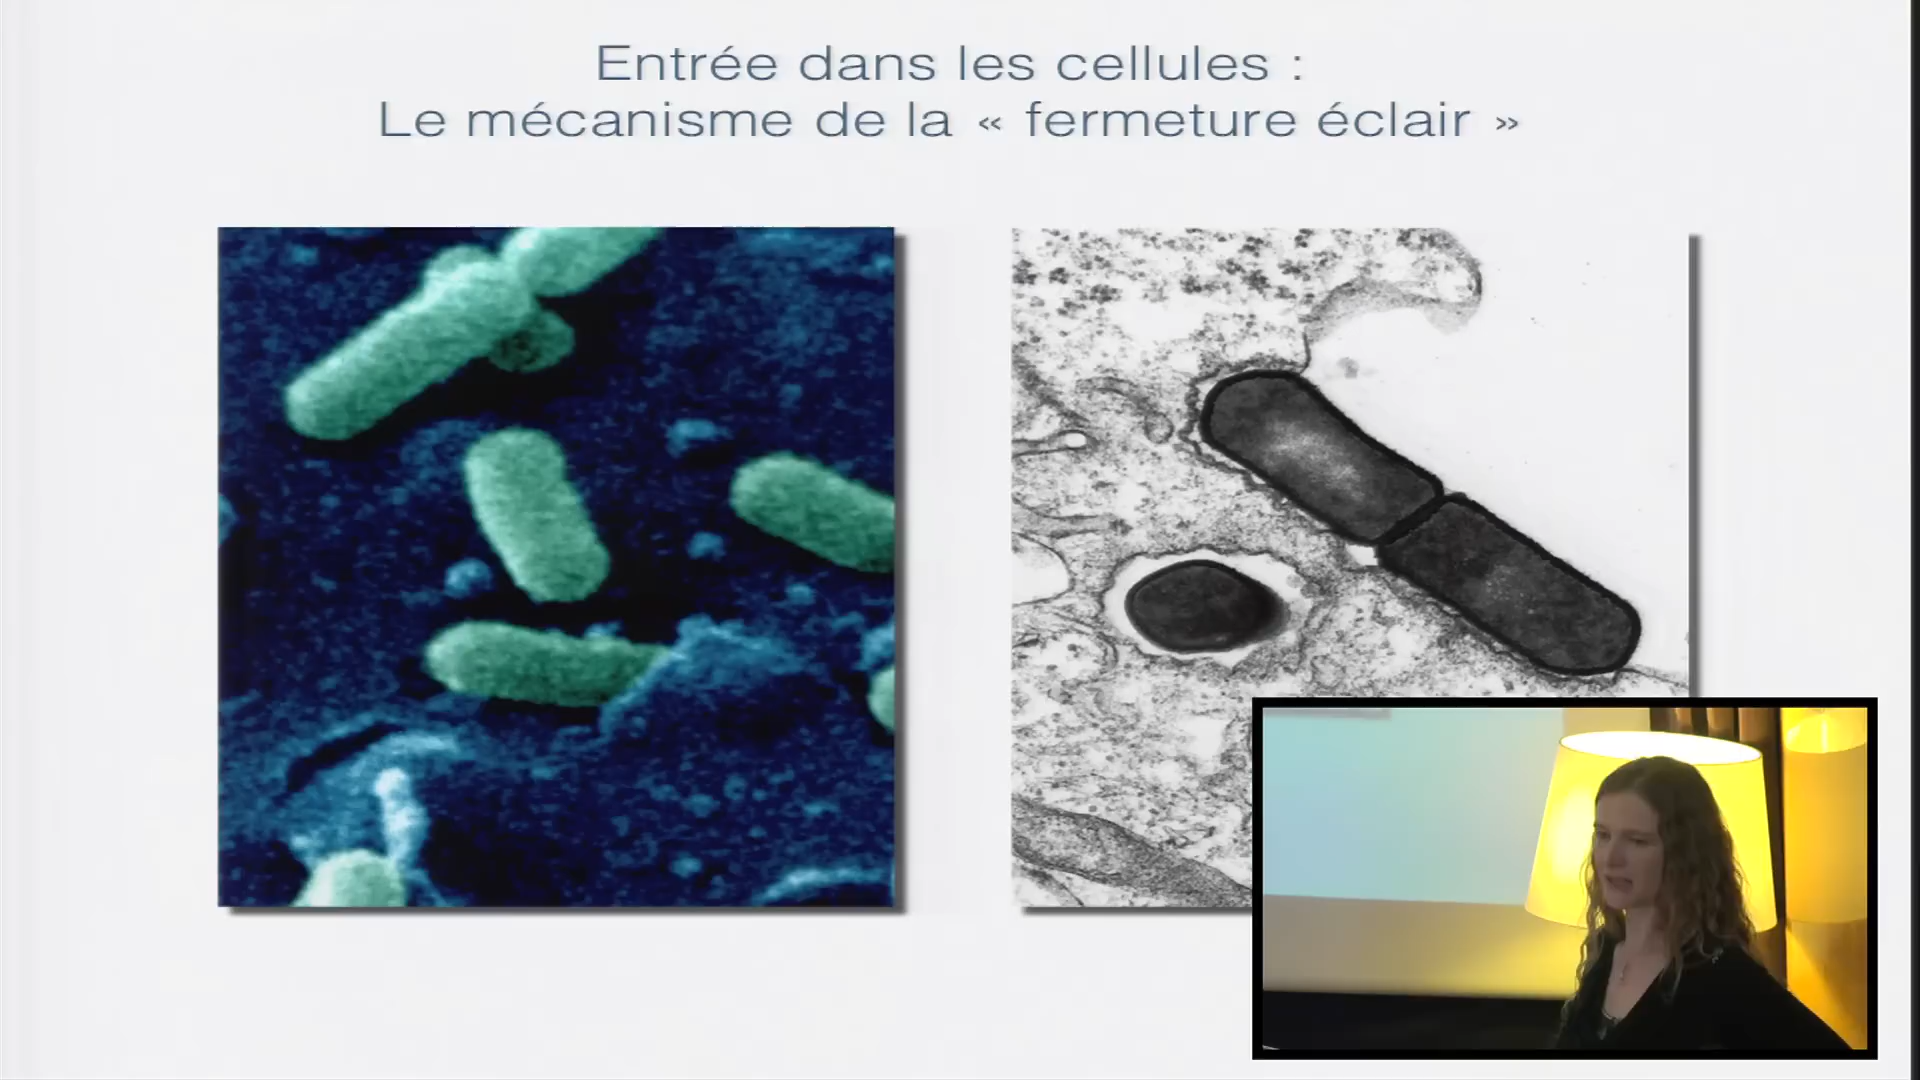 Entrée dans les cellules :
Le mécanisme de la « fermeture éclair »